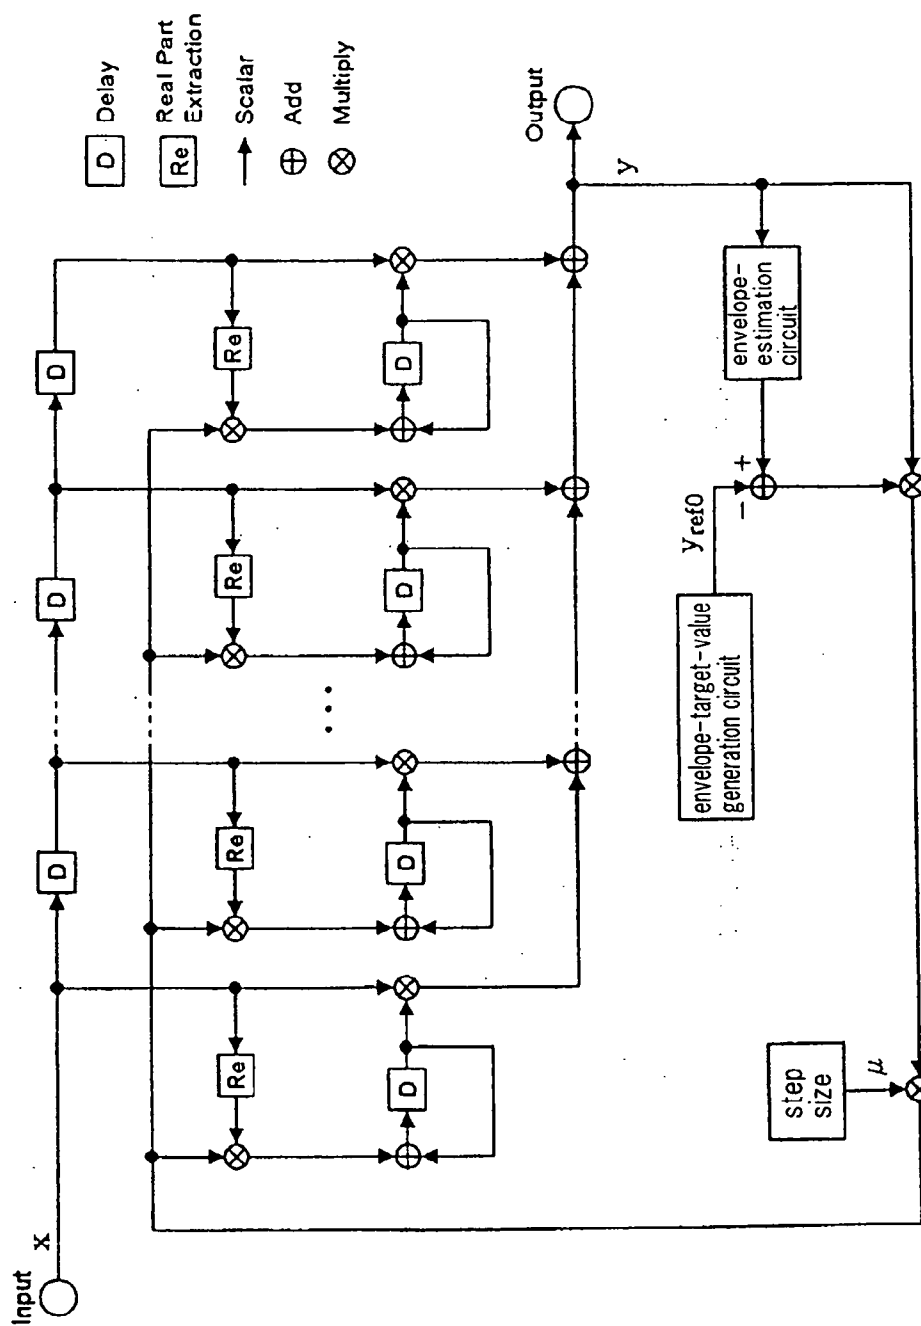 Input
x
D
D
D
D
Delay
Re
Real Part
Extraction
Scalar
Add
Multiply
Re
Re
Re
Re
D
D
D
D
Output
y
envelope-target-value
generation circuit
yref0
-
+
envelope-
estimation
circuit
step
size
μ